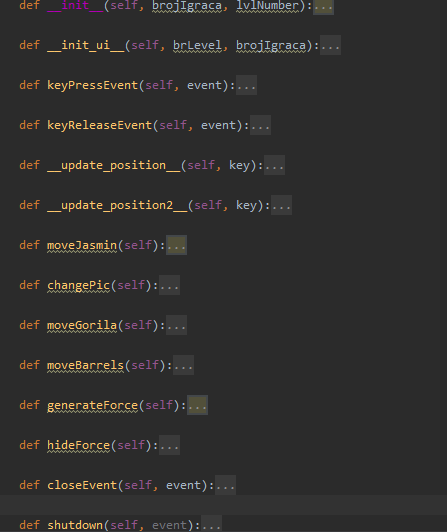 def __init__(self, brojIgraca, lvlNumber):...
def __init_ui__(self, brLevel, brojIgraca):...
def keyPressEvent(self, event):...
def keyReleaseEvent(self, event):...
def __update_position__(self, key):...
def __update_position2__(self, key):...
def moveJasmin(self):...
def changePic(self):...
def moveGorila(self):...
def moveBarrels(self):...
def generateForce(self):...
def hideForce(self):...
def closeEvent(self, event):...
def shutdown(self, event):...